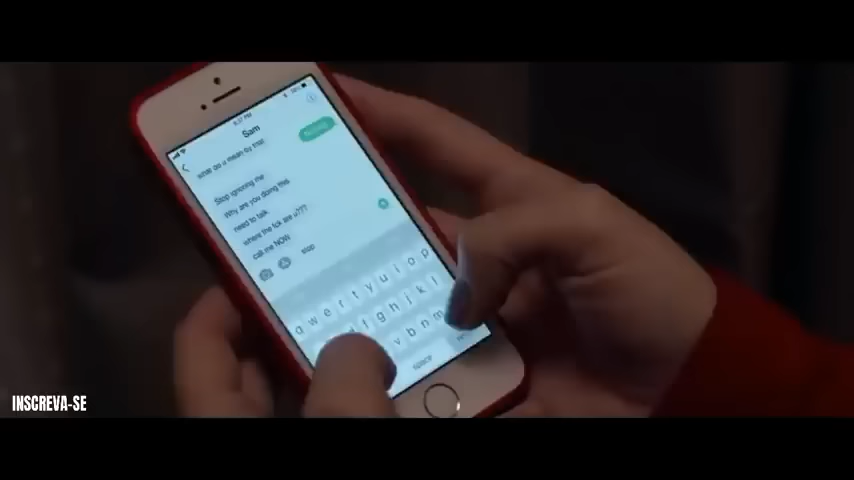 Sam
what do u mean by that
Stop ignoring me
Why are you doing this
need to talk
where the fck are u???
call me NOW
stop
q w e r t y u i o p
f g h j k l
v b n m
space
INSCREVA-SE